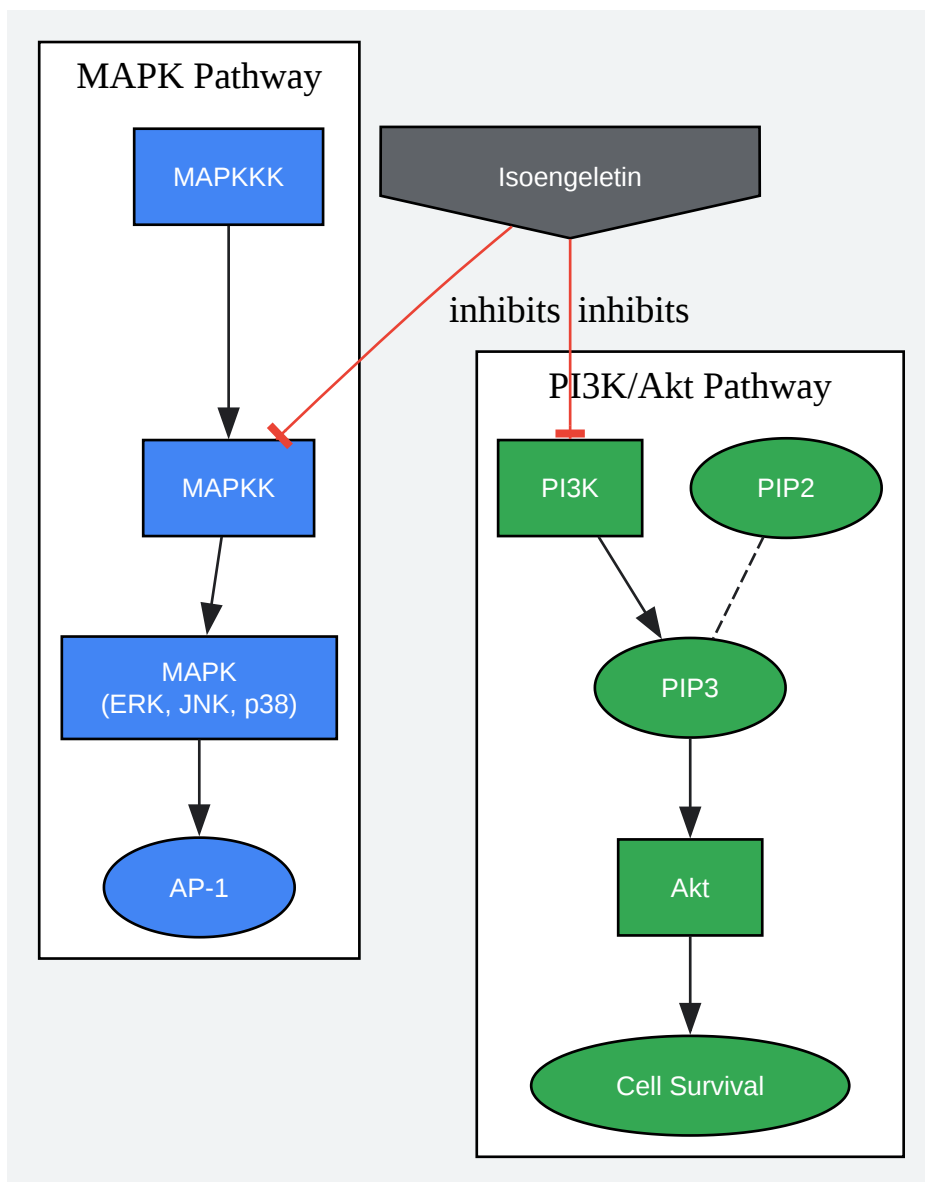 MAPK Pathway
MAPKKK
Isoengeletin
inhibits
inhibits
PI3K/Akt Pathway
MAPKK
PI3K
PIP2
MAPK
(ERK, JNK, p38)
PIP3
AP-1
Akt
Cell Survival